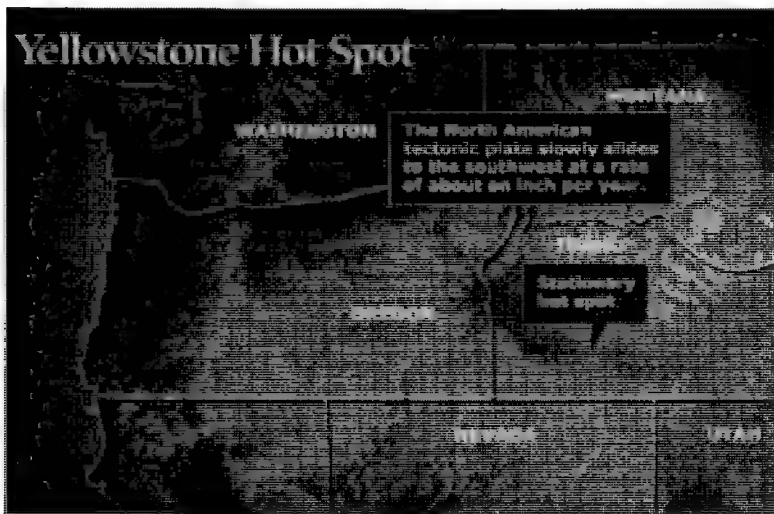 Yellowstone Hot Spot
MONTANA
WASHINGTON
The North American
tectonic plate slowly slides
to the southwest at a rate
of about an inch per year.
IDAHO
Stationary
hot spot
OREGON
NEVADA
UTAH